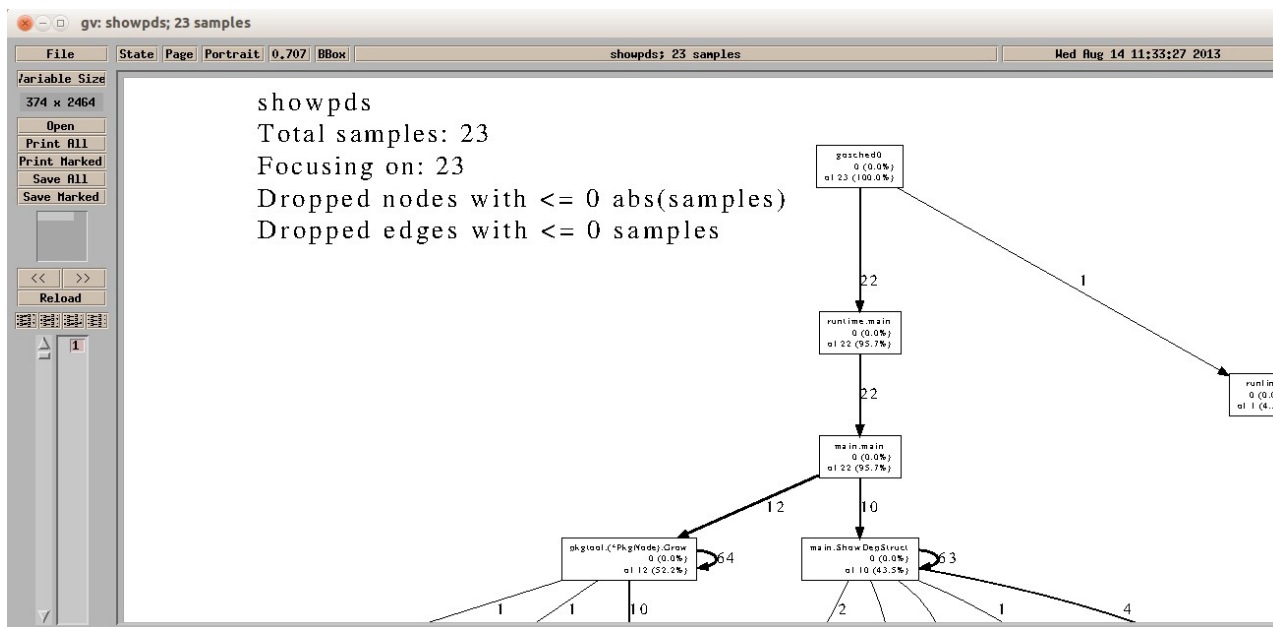 gv: showpds; 23 samples
File
State Page Portrait 0.707 BBox
showpds; 23 samples
Wed Aug 14 11:33:27 2013
Variable Size
374 x 2464
Open
Print All
Print Marked
Save All
Save Marked
<< >>
Reload
1
showpds
Total samples: 23
Focusing on: 23
Dropped nodes with <= 0 abs(samples)
Dropped edges with <= 0 samples
gosched0
0 (0.0%)
of 23 (100.0%)
22
1
runtime.main
0 (0.0%)
of 22 (95.7%)
22
main.main
0 (0.0%)
of 22 (95.7%)
12
10
pkgtool.(*PkgNode).Grow
0 (0.0%)
of 12 (52.2%)
64
main.ShowDepStruct
0 (0.0%)
of 10 (43.5%)
63
1
1
10
2
1
4